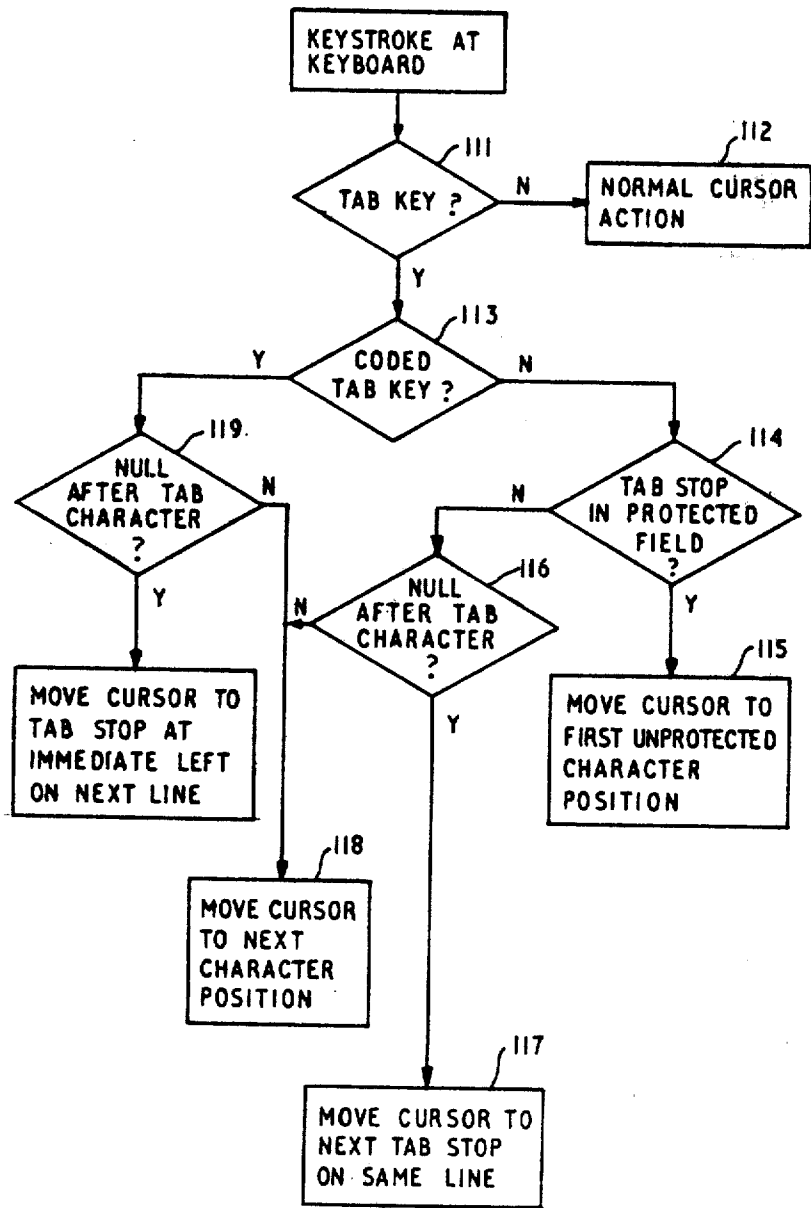 KEYSTROKE AT
KEYBOARD
111
TAB KEY ?
N
112
NORMAL CURSOR
ACTION
Y
113
CODED
TAB KEY ?
Y
N
119.
NULL
AFTER TAB
CHARACTER
?
N
Y
114
TAB STOP
IN PROTECTED
FIELD
?
N
Y
116
NULL
AFTER TAB
CHARACTER
?
N
Y
MOVE CURSOR TO
TAB STOP AT
IMMEDIATE LEFT
ON NEXT LINE
115
MOVE CURSOR TO
FIRST UNPROTECTED
CHARACTER
POSITION
118
MOVE CURSOR
TO NEXT
CHARACTER
POSITION
117
MOVE CURSOR TO
NEXT TAB STOP
ON SAME LINE